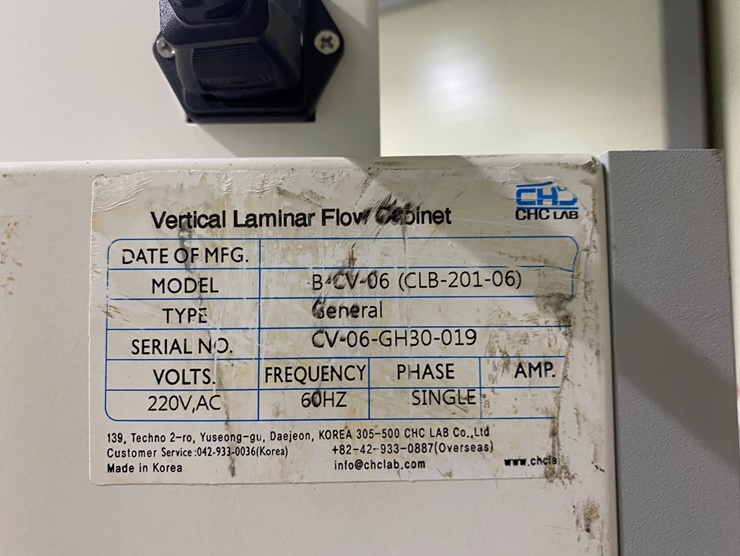 Vertical Laminar Flow Cabinet
CHC LAB
DATE OF MFG.
MODEL B-CV-06 (CLB-201-06)
TYPE General
SERIAL NO. CV-06-GH30-019
VOLTS. FREQUENCY PHASE AMP.
220V,AC 60HZ SINGLE
139, Techno 2-ro, Yuseong-gu, Daejeon, KOREA 305-500 CHC LAB Co.,Ltd
Customer Service:042-933-0036(Korea) +82-42-933-0887(Overseas)
Made in Korea info@chclab.com www.chcla